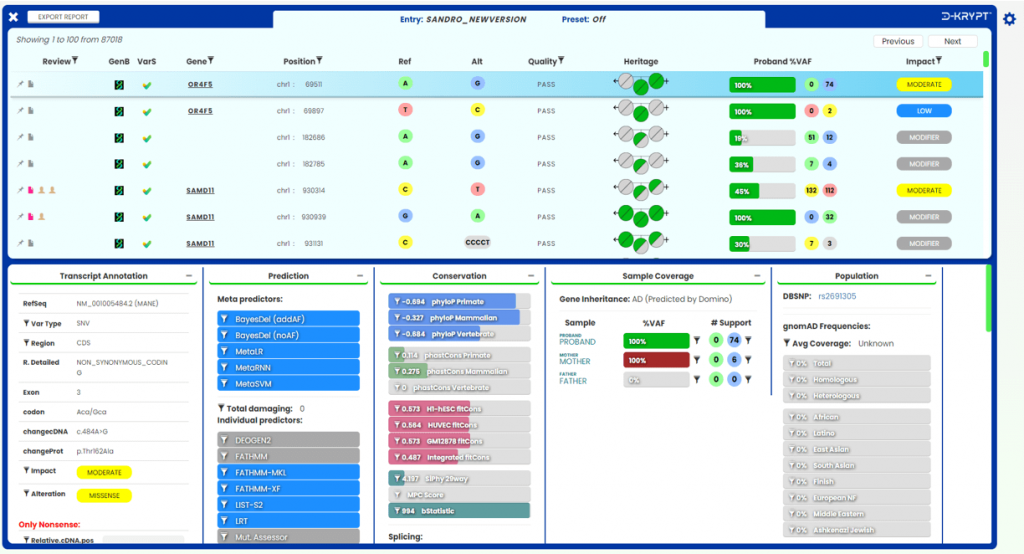 EXPORT REPORT
Entry: SANDRO_NEWVERSION Preset: Off
D-KRYPT
Showing 1 to 100 from 87018
Previous Next
Review GenB VarS Gene Position Ref Alt Quality Heritage Proband %VAF Impact
OR4F5 chr1 : 69511 A G PASS 100% 0 74 MODERATE
OR4F5 chr1 : 69897 T C PASS 100% 0 2 LOW
chr1 : 182686 A G PASS 19% 51 12 MODIFIER
chr1 : 182785 A G PASS 36% 7 4 MODIFIER
SAMD11 chr1 : 930314 C T PASS 45% 132 112 MODERATE
SAMD11 chr1 : 930939 G A PASS 100% 0 32 MODIFIER
SAMD11 chr1 : 931131 C CCCCT PASS 30% 7 3 MODIFIER
Transcript Annotation
RefSeq NM_001005484.2 (MANE)
Var Type SNV
Region CDS
R. Detailed NON_SYNONYMOUS_CODIN
G
Exon 3
codon Aca/Gca
changecDNA c.484A>G
changeProt p.Thr162Ala
Impact MODERATE
Alteration MISSENSE
Only Nonsense:
Relative.cDNA.pos
Prediction
Meta predictors:
BayesDel (addAF)
BayesDel (noAF)
MetaLR
MetaRNN
MetaSVM
Total damaging: 0
Individual predictors:
DEOGEN2
FATHMM
FATHMM-MKL
FATHMM-XF
LIST-S2
LRT
Mut. Assessor
Conservation
-0.694 phyloP Primate
-0.327 phyloP Mammalian
-0.684 phyloP Vertebrate
0.114 phastCons Primate
0.275 phastCons Mammalian
0 phastCons Vertebrate
0.573 H1-hESC fitCons
0.564 HUVEC fitCons
0.573 GM12878 fitCons
0.487 Integrated fitCons
4.197 SiPhy 29way
MPC Score
994 bStatistic
Splicing:
Sample Coverage
Gene Inheritance: AD (Predicted by Domino)
Sample %VAF # Support
PROBAND
PROBAND 100% 0 74
MOTHER
MOTHER 100% 0 6
FATHER
FATHER 0% 0 0
Population
DBSNP: rs2691305
gnomAD Frequencies:
Avg Coverage: Unknown
0% Total
0% Homologous
0% Heterologous
0% African
0% Latino
0% East Asian
0% South Asian
0% Finish
0% European NF
0% Middle Eastern
0% Ashkenazi Jewish